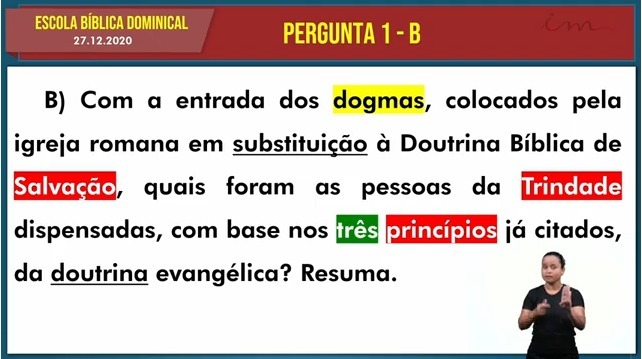 ESCOLA BÍBLICA DOMINICAL
27.12.2020
PERGUNTA 1 - B
im
B) Com a entrada dos dogmas, colocados pela
igreja romana em substituição à Doutrina Bíblica de
Salvação, quais foram as pessoas da Trindade
dispensadas, com base nos três princípios já citados,
da doutrina evangélica? Resuma.